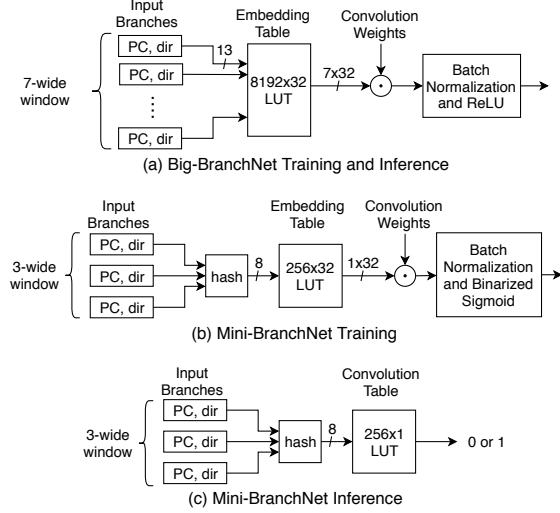 Input
Branches
Embedding
Table
Convolution
Weights
7-wide
window
PC, dir
PC, dir
PC, dir
13
8192x32
LUT
7x32
Batch
Normalization
and ReLU
(a) Big-BranchNet Training and Inference
Input
Branches
Embedding
Table
Convolution
Weights
3-wide
window
PC, dir
PC, dir
PC, dir
hash
8
256x32
LUT
1x32
Batch
Normalization
and Binarized
Sigmoid
(b) Mini-BranchNet Training
Input
Branches
Convolution
Table
3-wide
window
PC, dir
PC, dir
PC, dir
hash
8
256x1
LUT
0 or 1
(c) Mini-BranchNet Inference